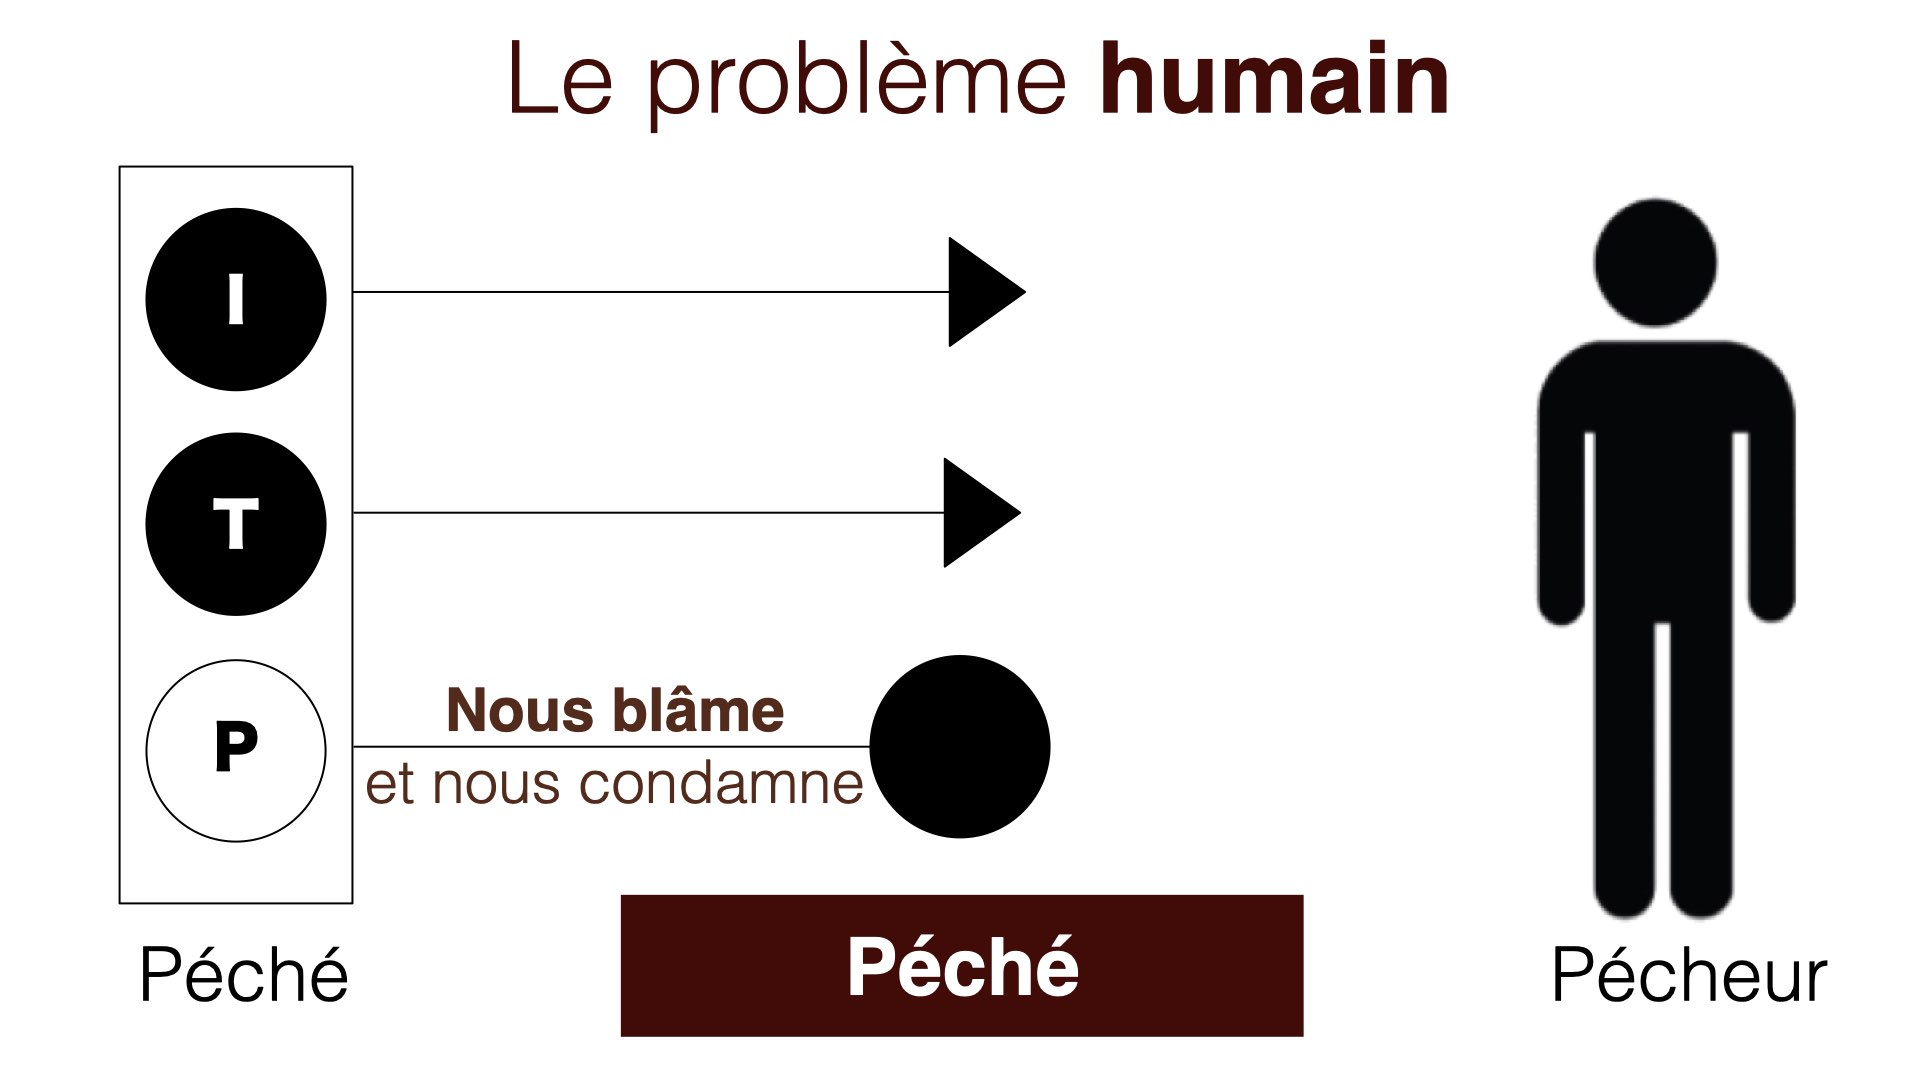 Le problème humain
I
T
P
Nous blâme
et nous condamne
Péché
Péché
Pécheur